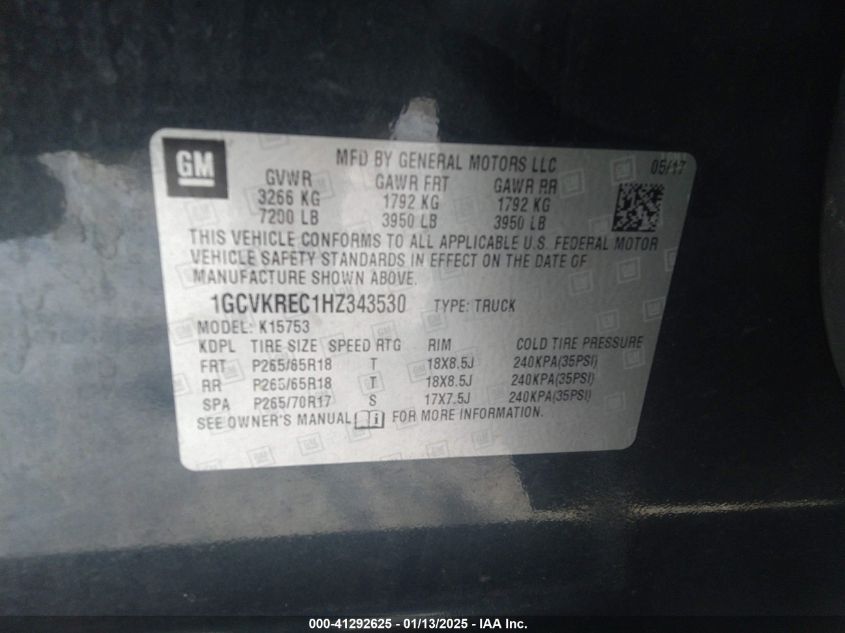 GM
MFD BY GENERAL MOTORS LLC 05/17
GVWR GAWR FRT GAWR RR
3266 KG 1792 KG 1792 KG
7200 LB 3950 LB 3950 LB
THIS VEHICLE CONFORMS TO ALL APPLICABLE U.S. FEDERAL MOTOR
VEHICLE SAFETY STANDARDS IN EFFECT ON THE DATE OF
MANUFACTURE SHOWN ABOVE.
1GCVKREC1HZ343530 TYPE: TRUCK
MODEL: K15753
KDPL TIRE SIZE SPEED RTG RIM COLD TIRE PRESSURE
FRT P265/65R18 T 18X8.5J 240KPA(35PSI)
RR P265/65R18 T 18X8.5J 240KPA(35PSI)
SPA P265/70R17 S 17X7.5J 240KPA(35PSI)
SEE OWNER'S MANUAL FOR MORE INFORMATION.
000-41292625 - 01/13/2025 - IAA Inc.